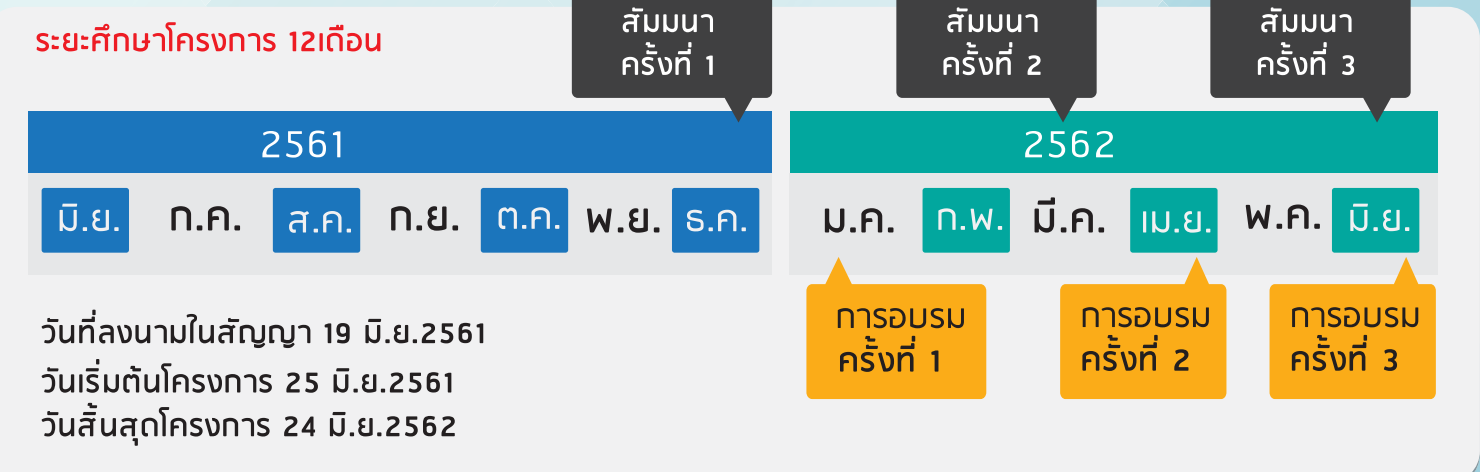 ระยะศึกษาโครงการ 12เดือน
สัมมนา
ครั้งที่ 1
สัมมนา
ครั้งที่ 2
สัมมนา
ครั้งที่ 3
2561
2562
มิ.ย. ก.ค. ส.ค. ก.ย. ต.ค. พ.ย. ธ.ค.
ม.ค. ก.พ. มี.ค. เม.ย. พ.ค. มิ.ย.
การอบรม
ครั้งที่ 1
การอบรม
ครั้งที่ 2
การอบรม
ครั้งที่ 3
วันที่ลงนามในสัญญา 19 มิ.ย.2561
วันเริ่มต้นโครงการ 25 มิ.ย.2561
วันสิ้นสุดโครงการ 24 มิ.ย.2562